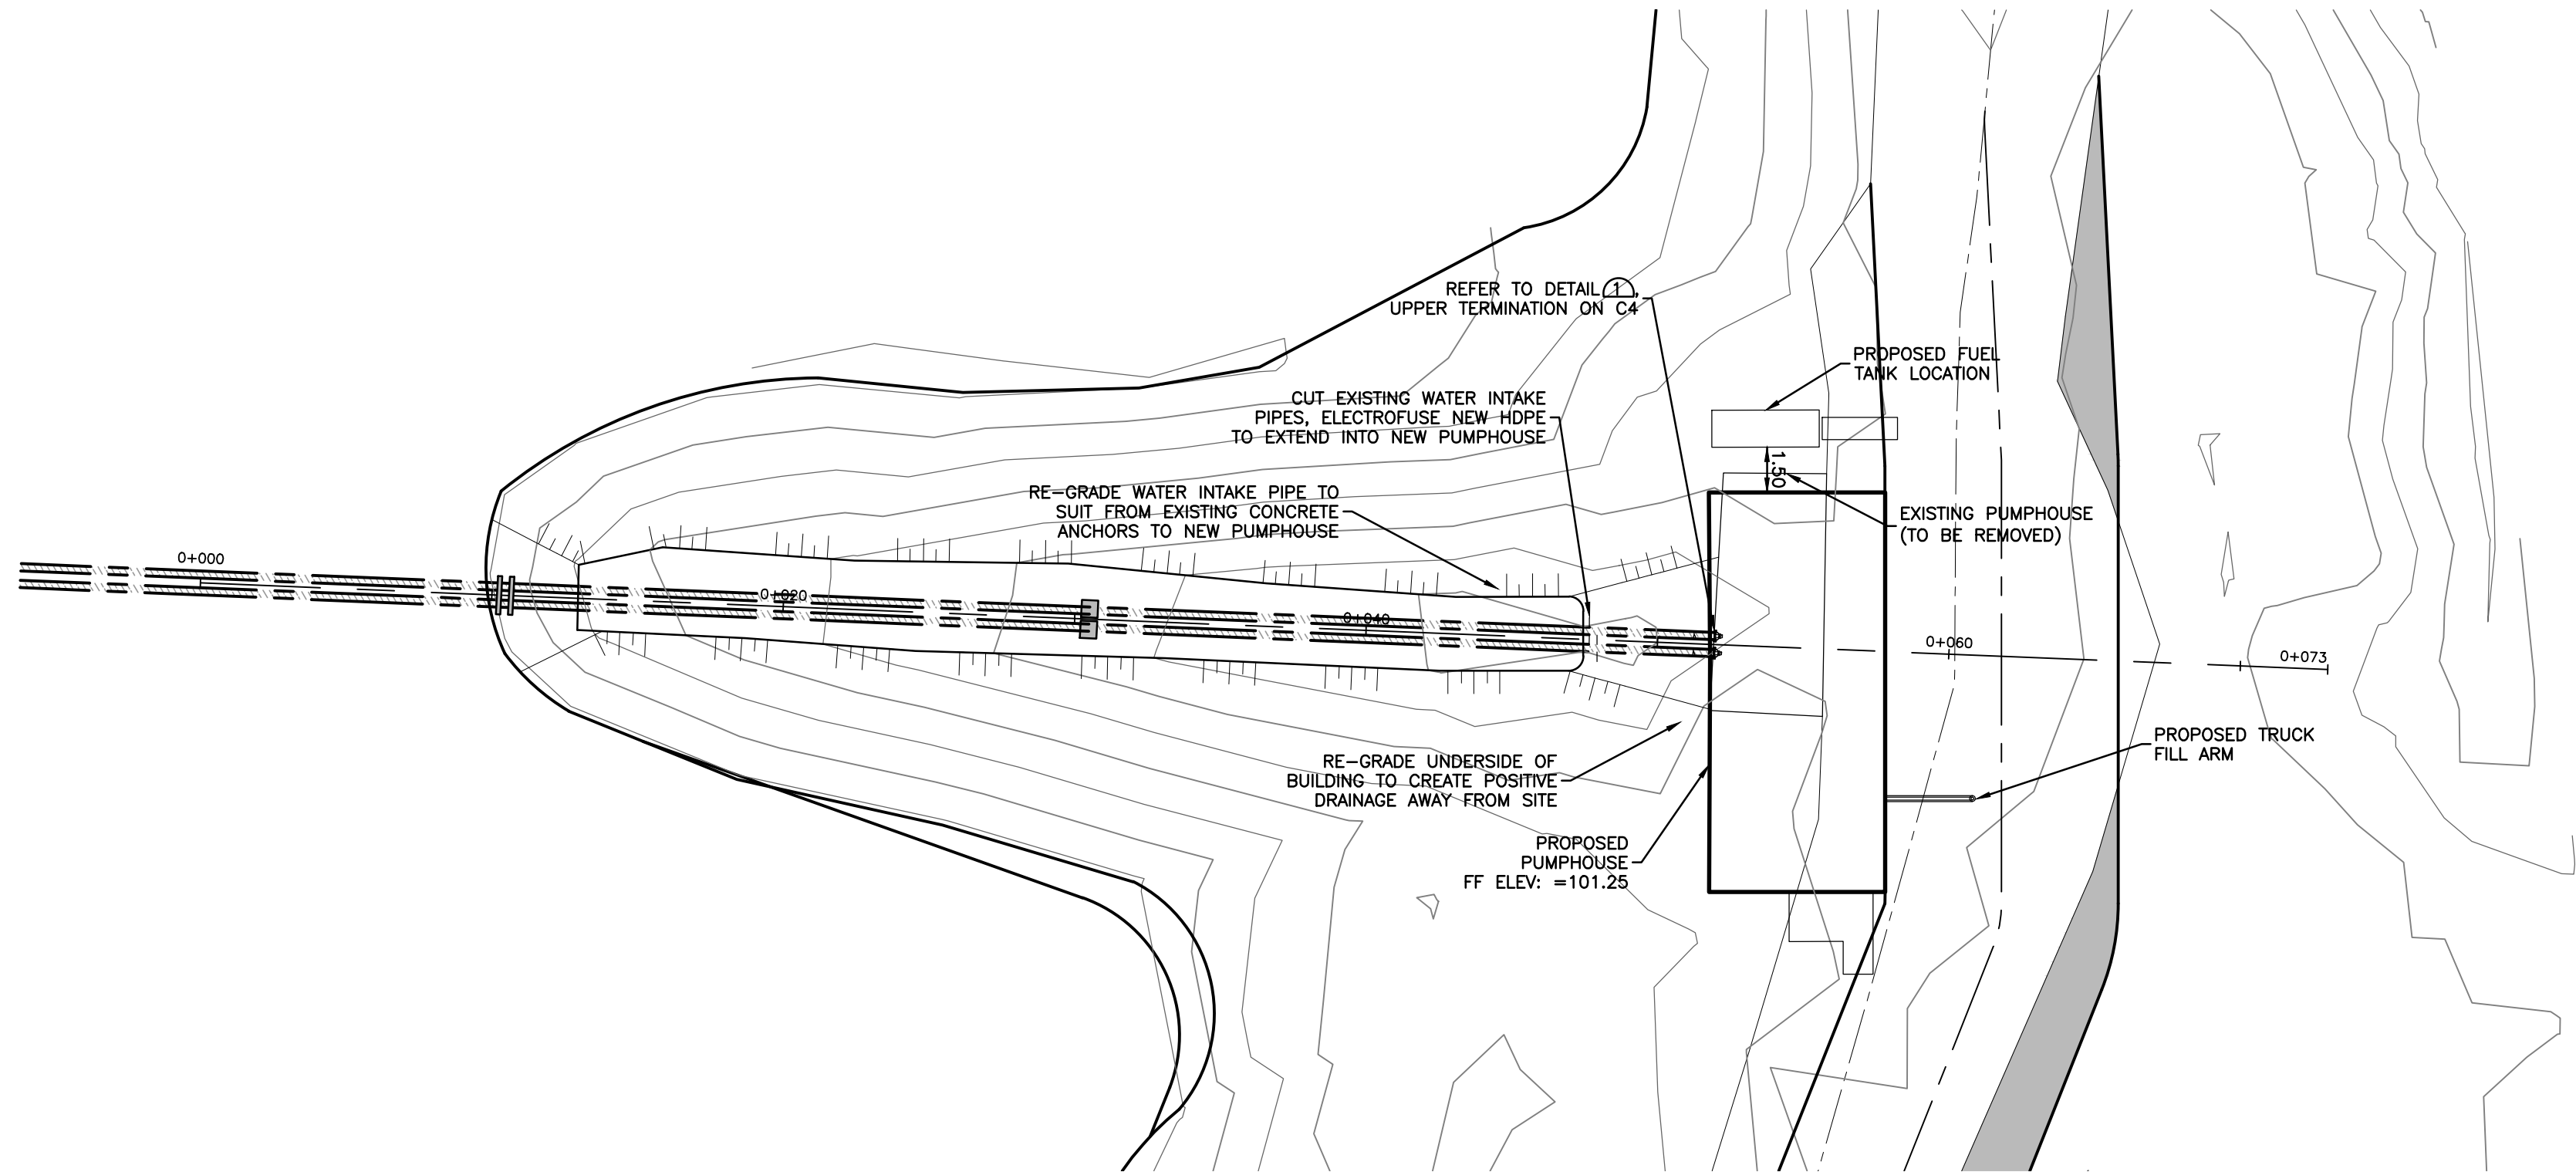 REFER TO DETAIL 1,
UPPER TERMINATION ON C4
PROPOSED FUEL
TANK LOCATION
CUT EXISTING WATER INTAKE
PIPES, ELECTROFUSE NEW HDPE
TO EXTEND INTO NEW PUMPHOUSE
1.50
RE-GRADE WATER INTAKE PIPE TO
SUIT FROM EXISTING CONCRETE
ANCHORS TO NEW PUMPHOUSE
EXISTING PUMPHOUSE
(TO BE REMOVED)
0+000
0+020
0+040
0+060
0+073
PROPOSED TRUCK
FILL ARM
RE-GRADE UNDERSIDE OF
BUILDING TO CREATE POSITIVE
DRAINAGE AWAY FROM SITE
PROPOSED
PUMPHOUSE
FF ELEV: =101.25